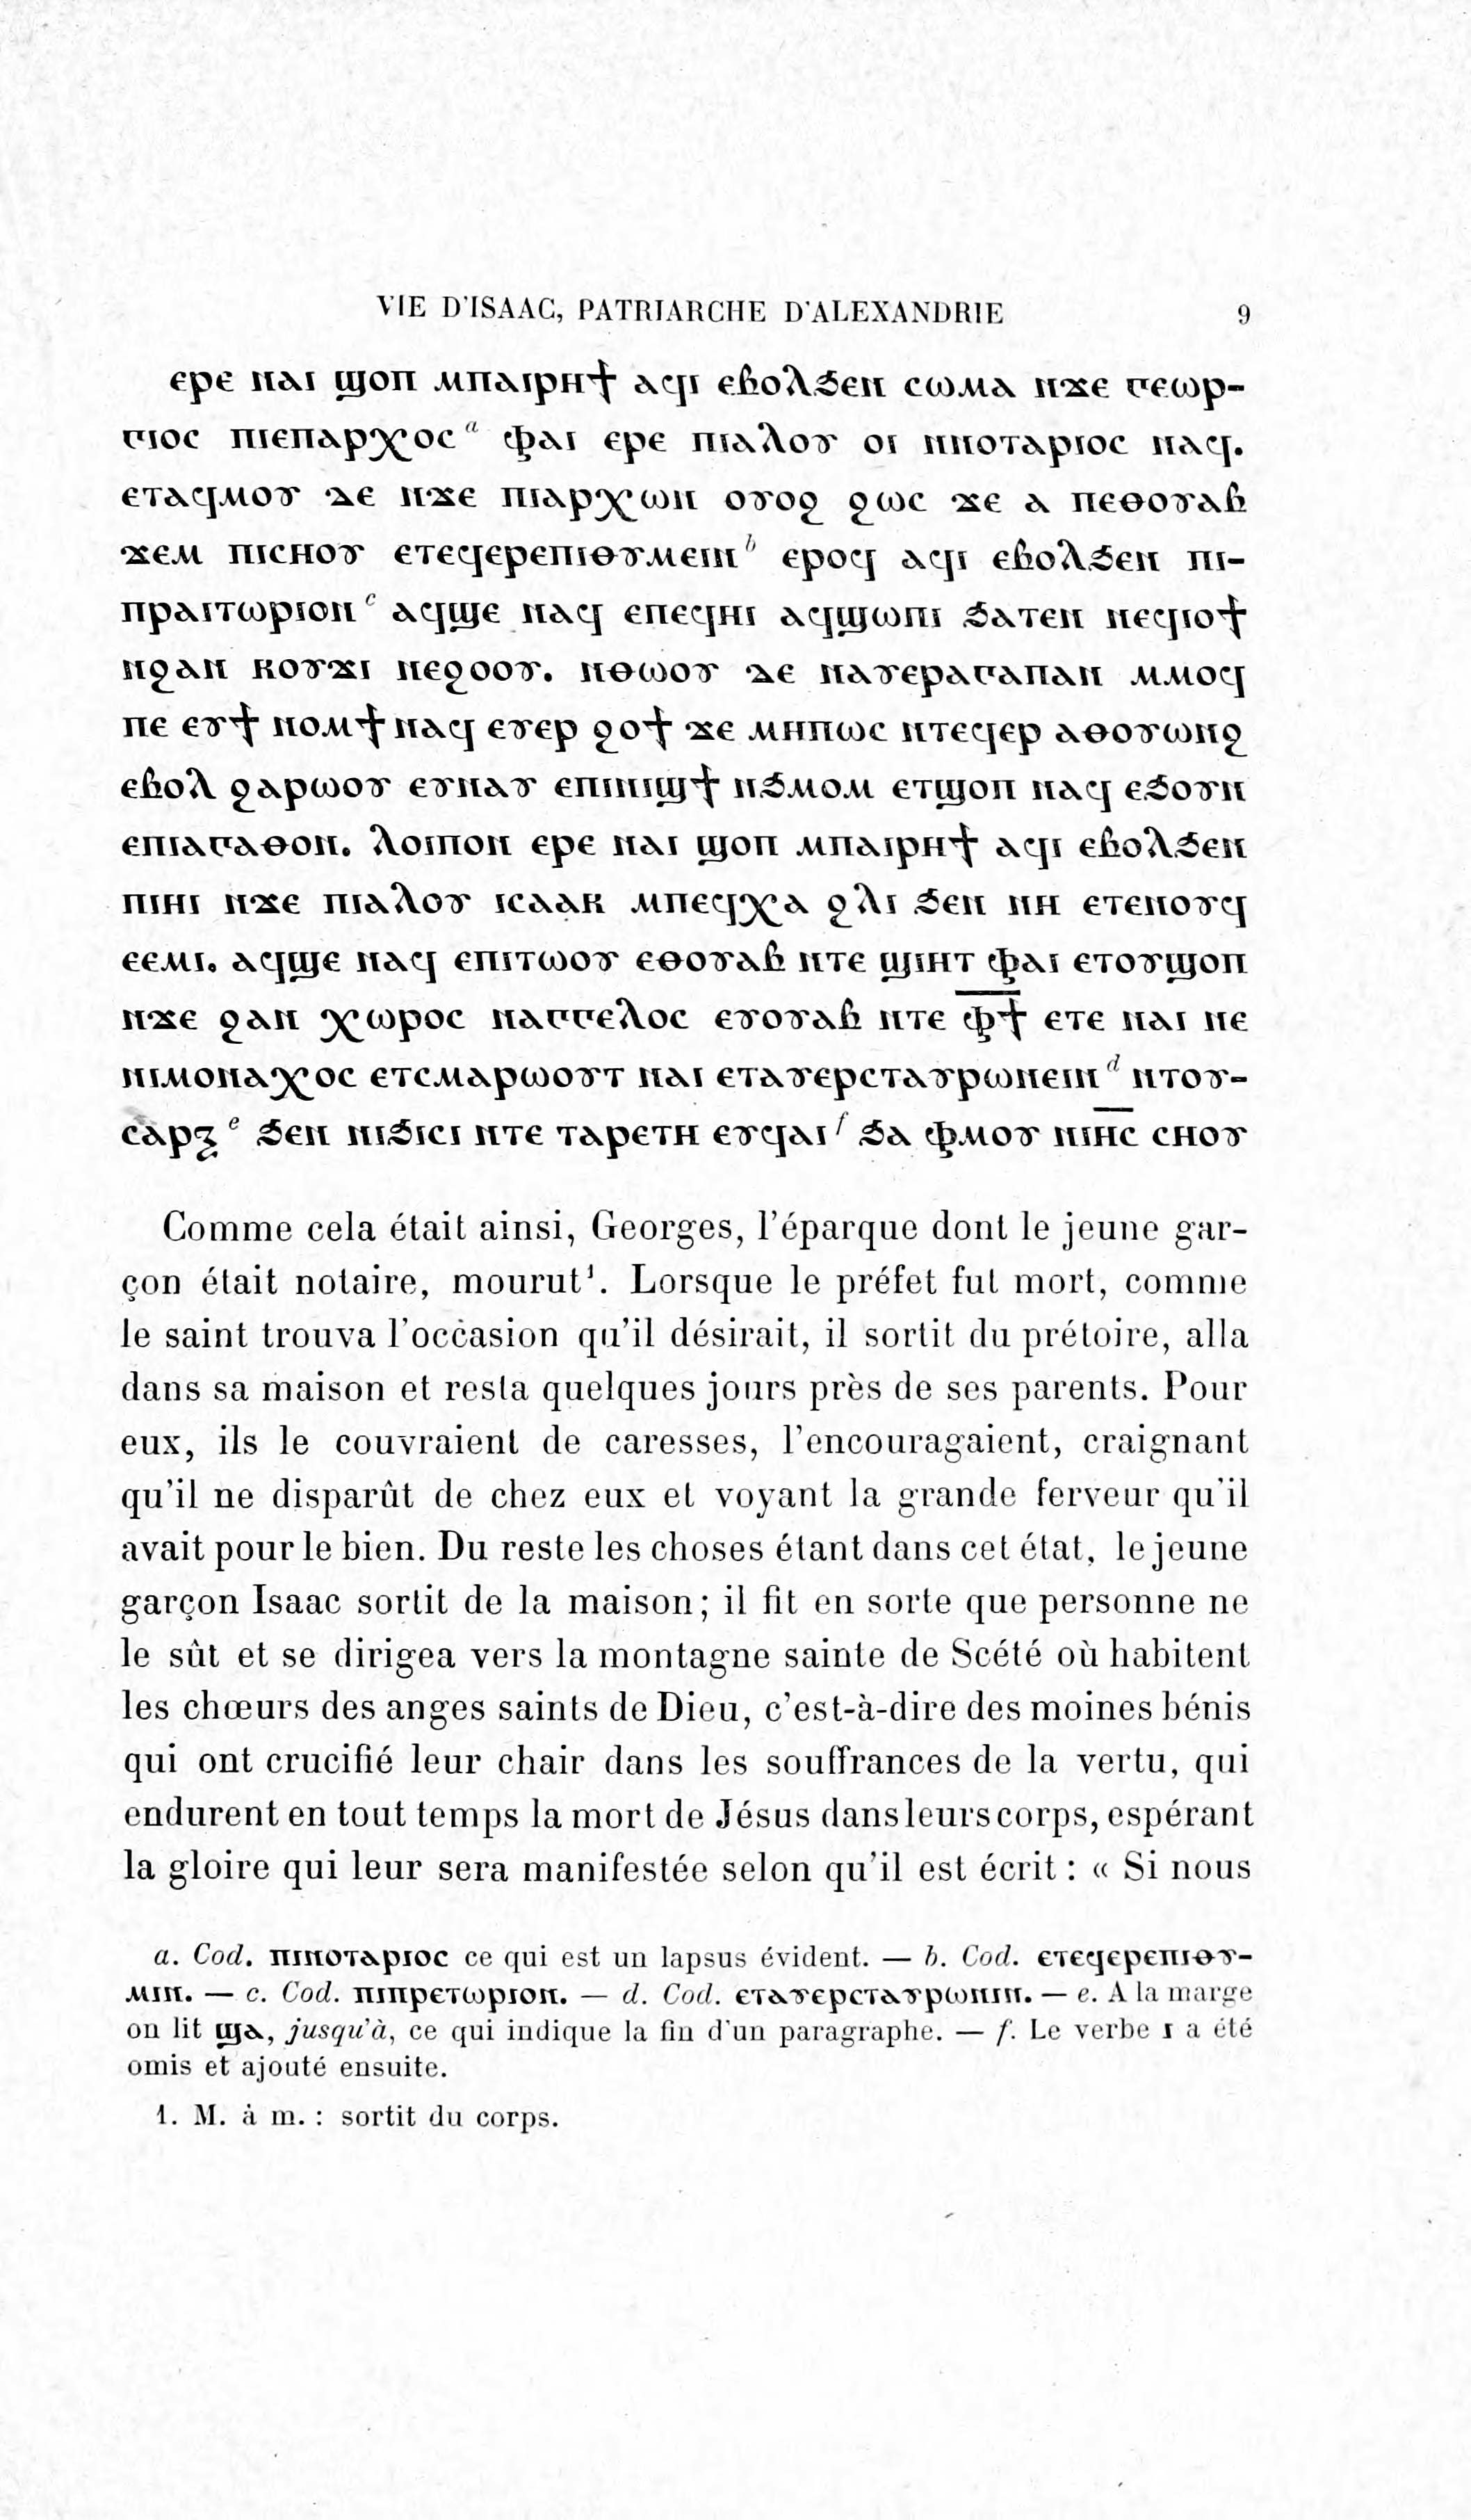 VIE D'ISAAC, PATRIARCHE D'ALEXANDRIE 9
ⲉⲣⲉ ⲛⲁⲓ ϣⲟⲡ ⲙⲡⲁⲓⲣⲏϯ ⲁϥⲓ ⲉⲃⲟⲗϧⲉⲛ ⲥⲱⲙⲁ ⲛϫⲉ ⲅⲉⲱⲣ-
ⲅⲓⲟⲥ ⲡⲓⲉⲡⲁⲣⲭⲟⲥ ᵃ ⲫⲁⲓ ⲉⲣⲉ ⲡⲓⲁⲗⲟⲩ ⲟⲓ ⲛⲛⲟⲧⲁⲣⲓⲟⲥ ⲛⲁϥ.
ⲉⲧⲁϥⲙⲟⲩ ⲇⲉ ⲛϫⲉ ⲡⲓⲁⲣⲭⲱⲛ ⲟⲩⲟϩ ϩⲱⲥ ϫⲉ ⲁ ⲡⲉⲑⲟⲩⲁⲃ
ϫⲉⲙ ⲡⲓⲥⲏⲟⲩ ⲉⲧⲉϥⲉⲣⲉⲡⲓⲑⲩⲙⲉⲓⲛ ᵇ ⲉⲣⲟϥ ⲁϥⲓ ⲉⲃⲟⲗϧⲉⲛ ⲡⲓ-
ⲡⲣⲁⲓⲧⲱⲣⲓⲟⲛ ᶜ ⲁϥϣⲉ ⲛⲁϥ ⲉⲡⲉϥⲏⲓ ⲁϥϣⲱⲡⲓ ϧⲁⲧⲉⲛ ⲛⲉϥⲓⲟϯ
ⲛϩⲁⲛ ⲕⲟⲩϫⲓ ⲛⲉϩⲟⲟⲩ. ⲛⲑⲱⲟⲩ ⲇⲉ ⲛⲁⲩⲉⲣⲁⲅⲁⲡⲁⲛ ⲙⲙⲟϥ
ⲡⲉ ⲉⲩϯ ⲛⲟⲙϯ ⲛⲁϥ ⲉⲩⲉⲣ ϩⲟϯ ϫⲉ ⲙⲏⲡⲱⲥ ⲛⲧⲉϥⲉⲣ ⲁⲑⲟⲩⲱⲛϩ
ⲉⲃⲟⲗ ϩⲁⲣⲱⲟⲩ ⲉⲩⲛⲁⲩ ⲉⲡⲓⲛⲓϣϯ ⲛϧⲙⲟⲙ ⲉⲧϣⲟⲡ ⲛⲁϥ ⲉϧⲟⲩⲛ
ⲉⲡⲓⲁⲅⲁⲑⲟⲛ. ⲗⲟⲓⲡⲟⲛ ⲉⲣⲉ ⲛⲁⲓ ϣⲟⲡ ⲙⲡⲁⲓⲣⲏϯ ⲁϥⲓ ⲉⲃⲟⲗϧⲉⲛ
ⲡⲓⲏⲓ ⲛϫⲉ ⲡⲓⲁⲗⲟⲩ ⲓⲥⲁⲁⲕ ⲙⲡⲉϥⲭⲁ ϩⲗⲓ ϧⲉⲛ ⲛⲏ ⲉⲧⲉⲛⲟⲩϥ
ⲉⲉⲙⲓ. ⲁϥϣⲉ ⲛⲁϥ ⲉⲡⲓⲧⲱⲟⲩ ⲉⲑⲟⲩⲁⲃ ⲛⲧⲉ ϣⲓⲏⲧ ⲫⲁⲓ ⲉⲧⲟⲩϣⲟⲡ
ⲛϫⲉ ϩⲁⲛ ⲭⲱⲣⲟⲥ ⲛⲁⲅⲅⲉⲗⲟⲥ ⲉⲩⲟⲩⲁⲃ ⲛⲧⲉ ⲫ̅ϯ̅ ⲉⲧⲉ ⲛⲁⲓ ⲛⲉ
ⲛⲓⲙⲟⲛⲁⲭⲟⲥ ⲉⲧⲥⲙⲁⲣⲱⲟⲩⲧ ⲛⲁⲓ ⲉⲧⲁⲩⲉⲣⲥⲧⲁⲩⲣⲱⲛⲉⲓⲛ ᵈ ⲛⲧⲟⲩ-
ⲥⲁⲣⲝ ᵉ ϧⲉⲛ ⲛⲓϧⲓⲥⲓ ⲛⲧⲉ ⲧⲁⲣⲉⲧⲏ ⲉⲩϥⲁⲓ ᶠ ϧⲁ ⲫⲙⲟⲩ ⲛⲓⲏ̅ⲥ̅ ⲥⲏⲟⲩ
Comme cela était ainsi, Georges, l'éparque dont le jeune gar-
çon était notaire, mourut¹. Lorsque le préfet fut mort, comme
le saint trouva l'occasion qu'il désirait, il sortit du prétoire, alla
dans sa maison et resta quelques jours près de ses parents. Pour
eux, ils le couvraient de caresses, l'encouragaient, craignant
qu'il ne disparût de chez eux et voyant la grande ferveur qu'il
avait pour le bien. Du reste les choses étant dans cet état, le jeune
garçon Isaac sortit de la maison; il fit en sorte que personne ne
le sût et se dirigea vers la montagne sainte de Scété où habitent
les chœurs des anges saints de Dieu, c'est-à-dire des moines bénis
qui ont crucifié leur chair dans les souffrances de la vertu, qui
endurent en tout temps la mort de Jésus dans leurs corps, espérant
la gloire qui leur sera manifestée selon qu'il est écrit : « Si nous
a. Cod. ⲡⲓⲛⲟⲧⲁⲣⲓⲟⲥ ce qui est un lapsus évident. — b. Cod. ⲉⲧⲉϥⲉⲣⲉⲡⲓⲑⲩ-
ⲙⲓⲛ. — c. Cod. ⲡⲓⲡⲣⲉⲧⲱⲣⲓⲟⲛ. — d. Cod. ⲉⲧⲁⲩⲉⲣⲥⲧⲁⲩⲣⲱⲛⲓⲛ. — e. A la marge
on lit ϣⲁ, jusqu'à, ce qui indique la fin d'un paragraphe. — f. Le verbe ⲓ a été
omis et ajouté ensuite.
1. M. à m. : sortit du corps.